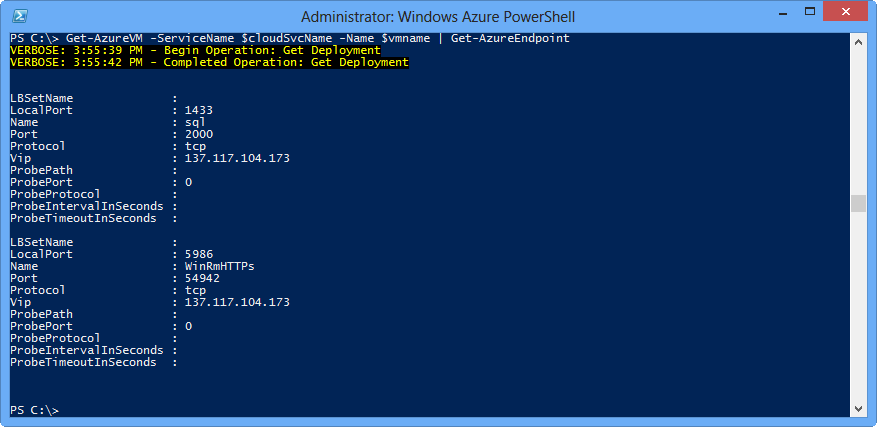 Administrator: Windows Azure PowerShell
PS C:\> Get-AzureVM -ServiceName $cloudSvcName -Name $vmname | Get-AzureEndpoint
VERBOSE: 3:55:39 PM - Begin Operation: Get Deployment
VERBOSE: 3:55:42 PM - Completed Operation: Get Deployment
LBSetName :
LocalPort : 1433
Name : sql
Port : 2000
Protocol : tcp
Vip : 137.117.104.173
ProbePath :
ProbePort : 0
ProbeProtocol :
ProbeIntervalInSeconds :
ProbeTimeoutInSeconds :
LBSetName :
LocalPort : 5986
Name : WinRmHTTPs
Port : 54942
Protocol : tcp
Vip : 137.117.104.173
ProbePath :
ProbePort : 0
ProbeProtocol :
ProbeIntervalInSeconds :
ProbeTimeoutInSeconds :
PS C:\>